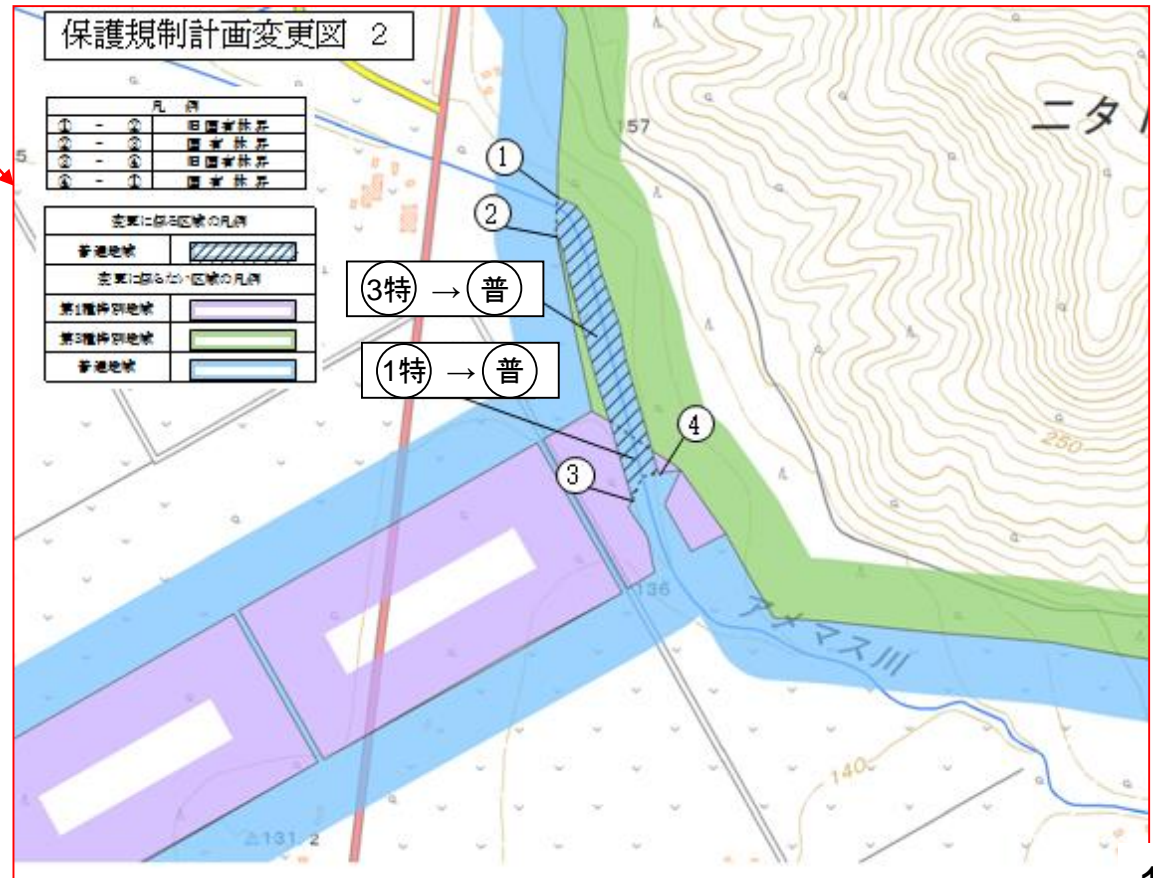 保護規制計画変更図 2
凡 例
① - ② 旧国有林界
② - ③ 国有林界
③ - ④ 旧国有林界
④ - ① 国有林界
変更に係る区域の凡例
普通地域
変更に係らない区域の凡例
第1種特別地域
第3種特別地域
普通地域
157
ニタ
①
②
3特 → 普
1特 → 普
④
③
250
136
アメマス川
140
131.2